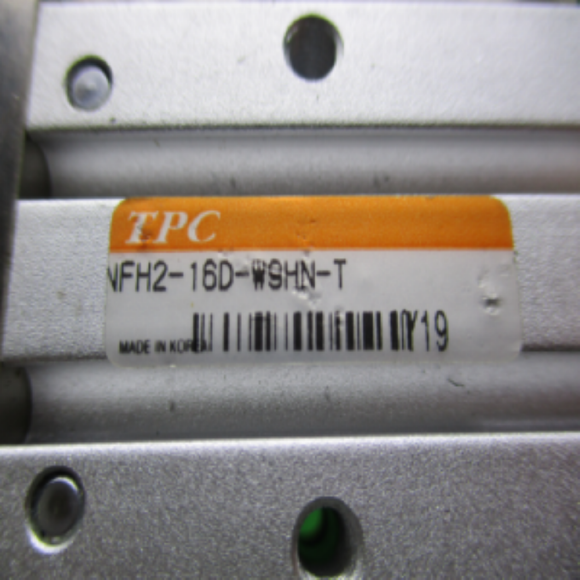 TPC
NFH2-16D-W9HN-T
MADE IN KOREA
Y19